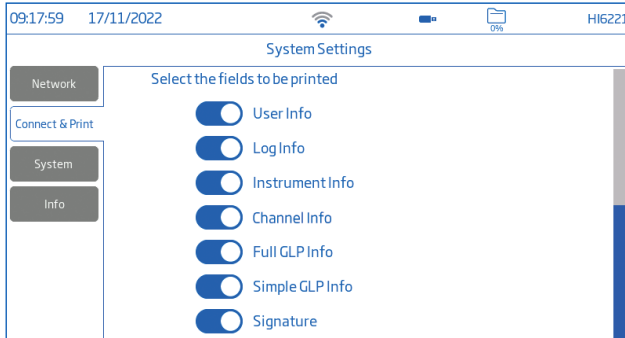 09:17:59 17/11/2022 0% HI6221
System Settings
Network
Connect & Print
System
Info
Select the fields to be printed
User Info
Log Info
Instrument Info
Channel Info
Full GLP Info
Simple GLP Info
Signature